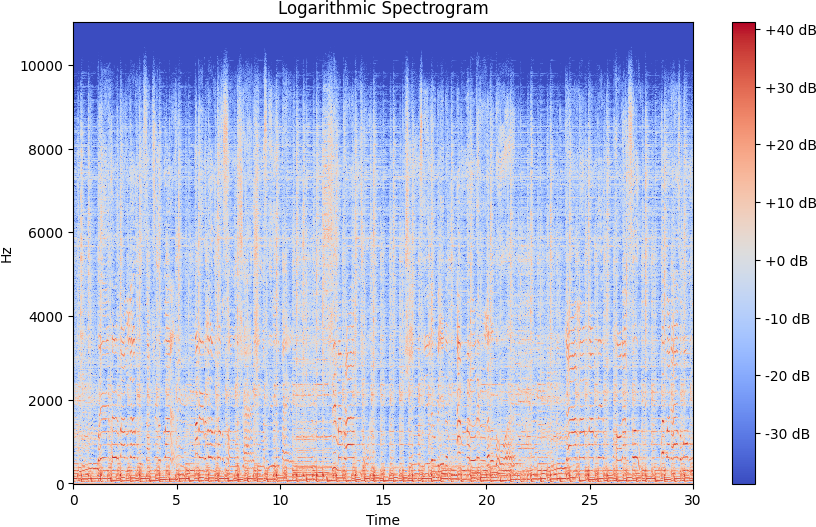 Logarithmic Spectrogram
Hz
10000
8000
6000
4000
2000
0
0 5 10 15 20 25 30
Time
+40 dB
+30 dB
+20 dB
+10 dB
+0 dB
-10 dB
-20 dB
-30 dB